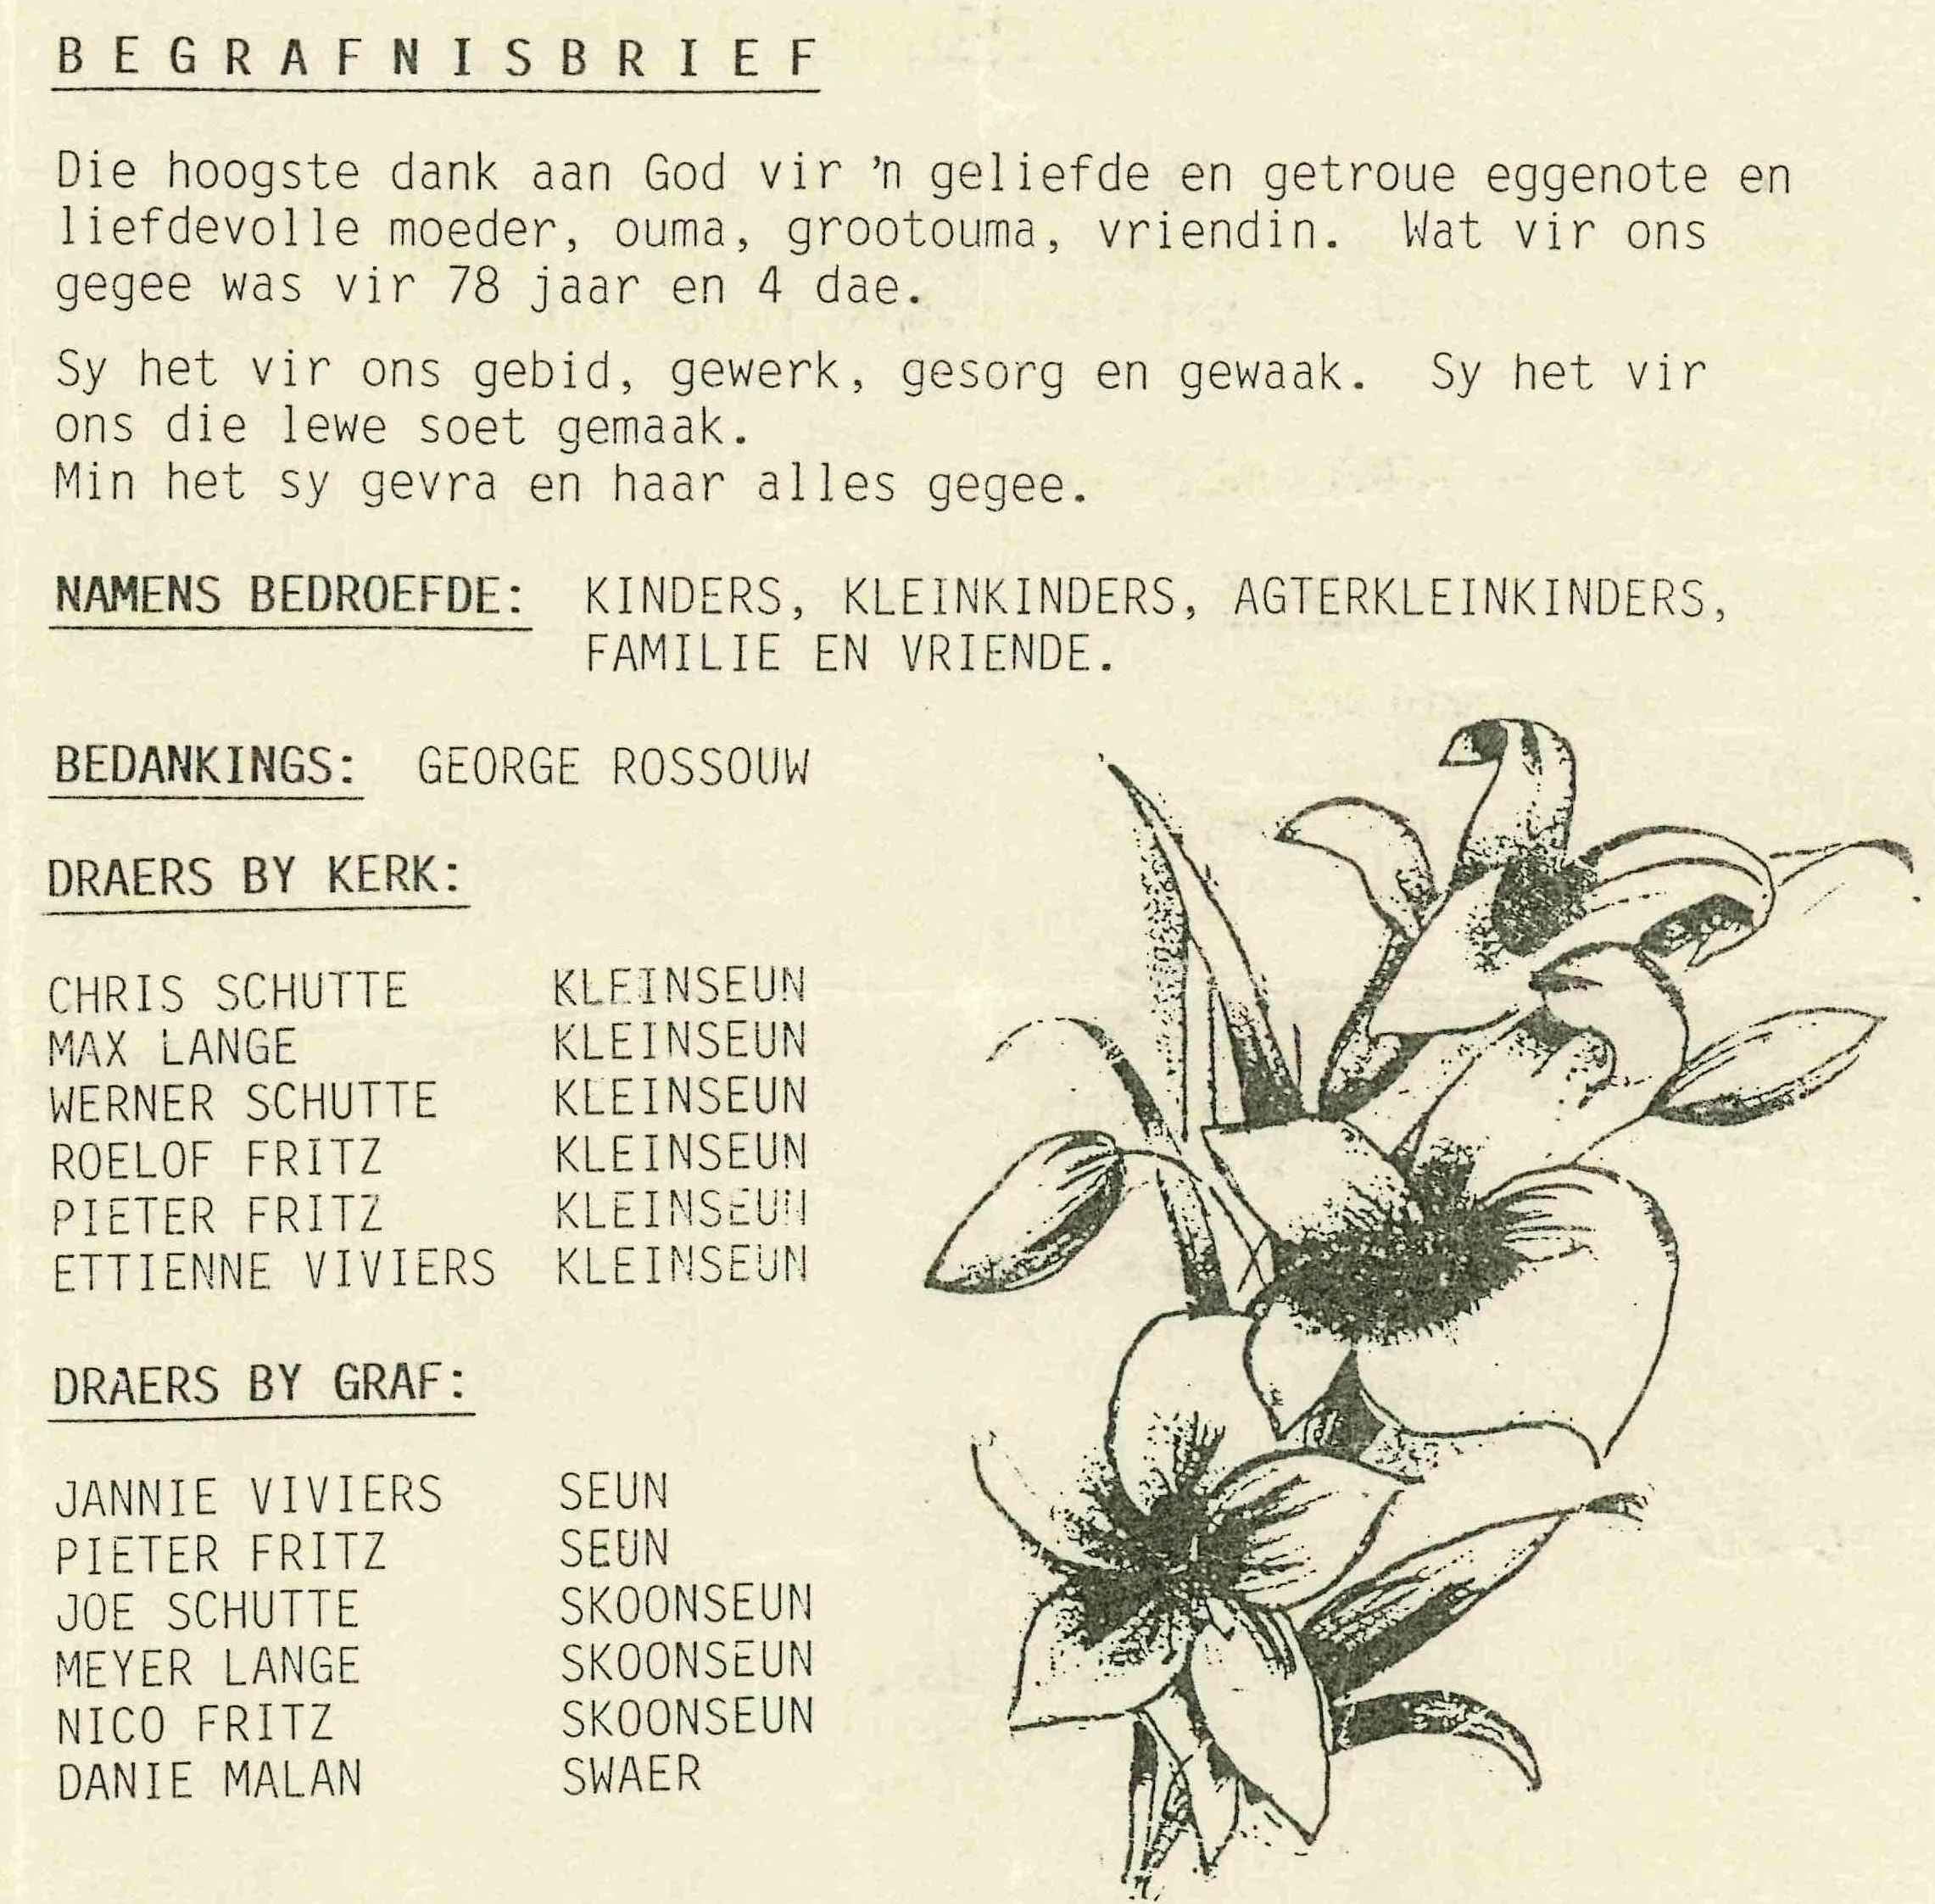 BEGRAFNISBRIEF
Die hoogste dank aan God vir 'n geliefde en getroue eggenote en
liefdevolle moeder, ouma, grootouma, vriendin. Wat vir ons
gegee was vir 78 jaar en 4 dae.
Sy het vir ons gebid, gewerk, gesorg en gewaak. Sy het vir
ons die lewe soet gemaak.
Min het sy gevra en haar alles gegee.
NAMENS BEDROEFDE: KINDERS, KLEINKINDERS, AGTERKLEINKINDERS,
FAMILIE EN VRIENDE.
BEDANKINGS: GEORGE ROSSOUW
DRAERS BY KERK:
CHRIS SCHUTTE KLEINSEUN
MAX LANGE KLEINSEUN
WERNER SCHUTTE KLEINSEUN
ROELOF FRITZ KLEINSEUN
PIETER FRITZ KLEINSEUN
ETTIENNE VIVIERS KLEINSEUN
DRAERS BY GRAF:
JANNIE VIVIERS SEUN
PIETER FRITZ SEUN
JOE SCHUTTE SKOONSEUN
MEYER LANGE SKOONSEUN
NICO FRITZ SKOONSEUN
DANIE MALAN SWAER